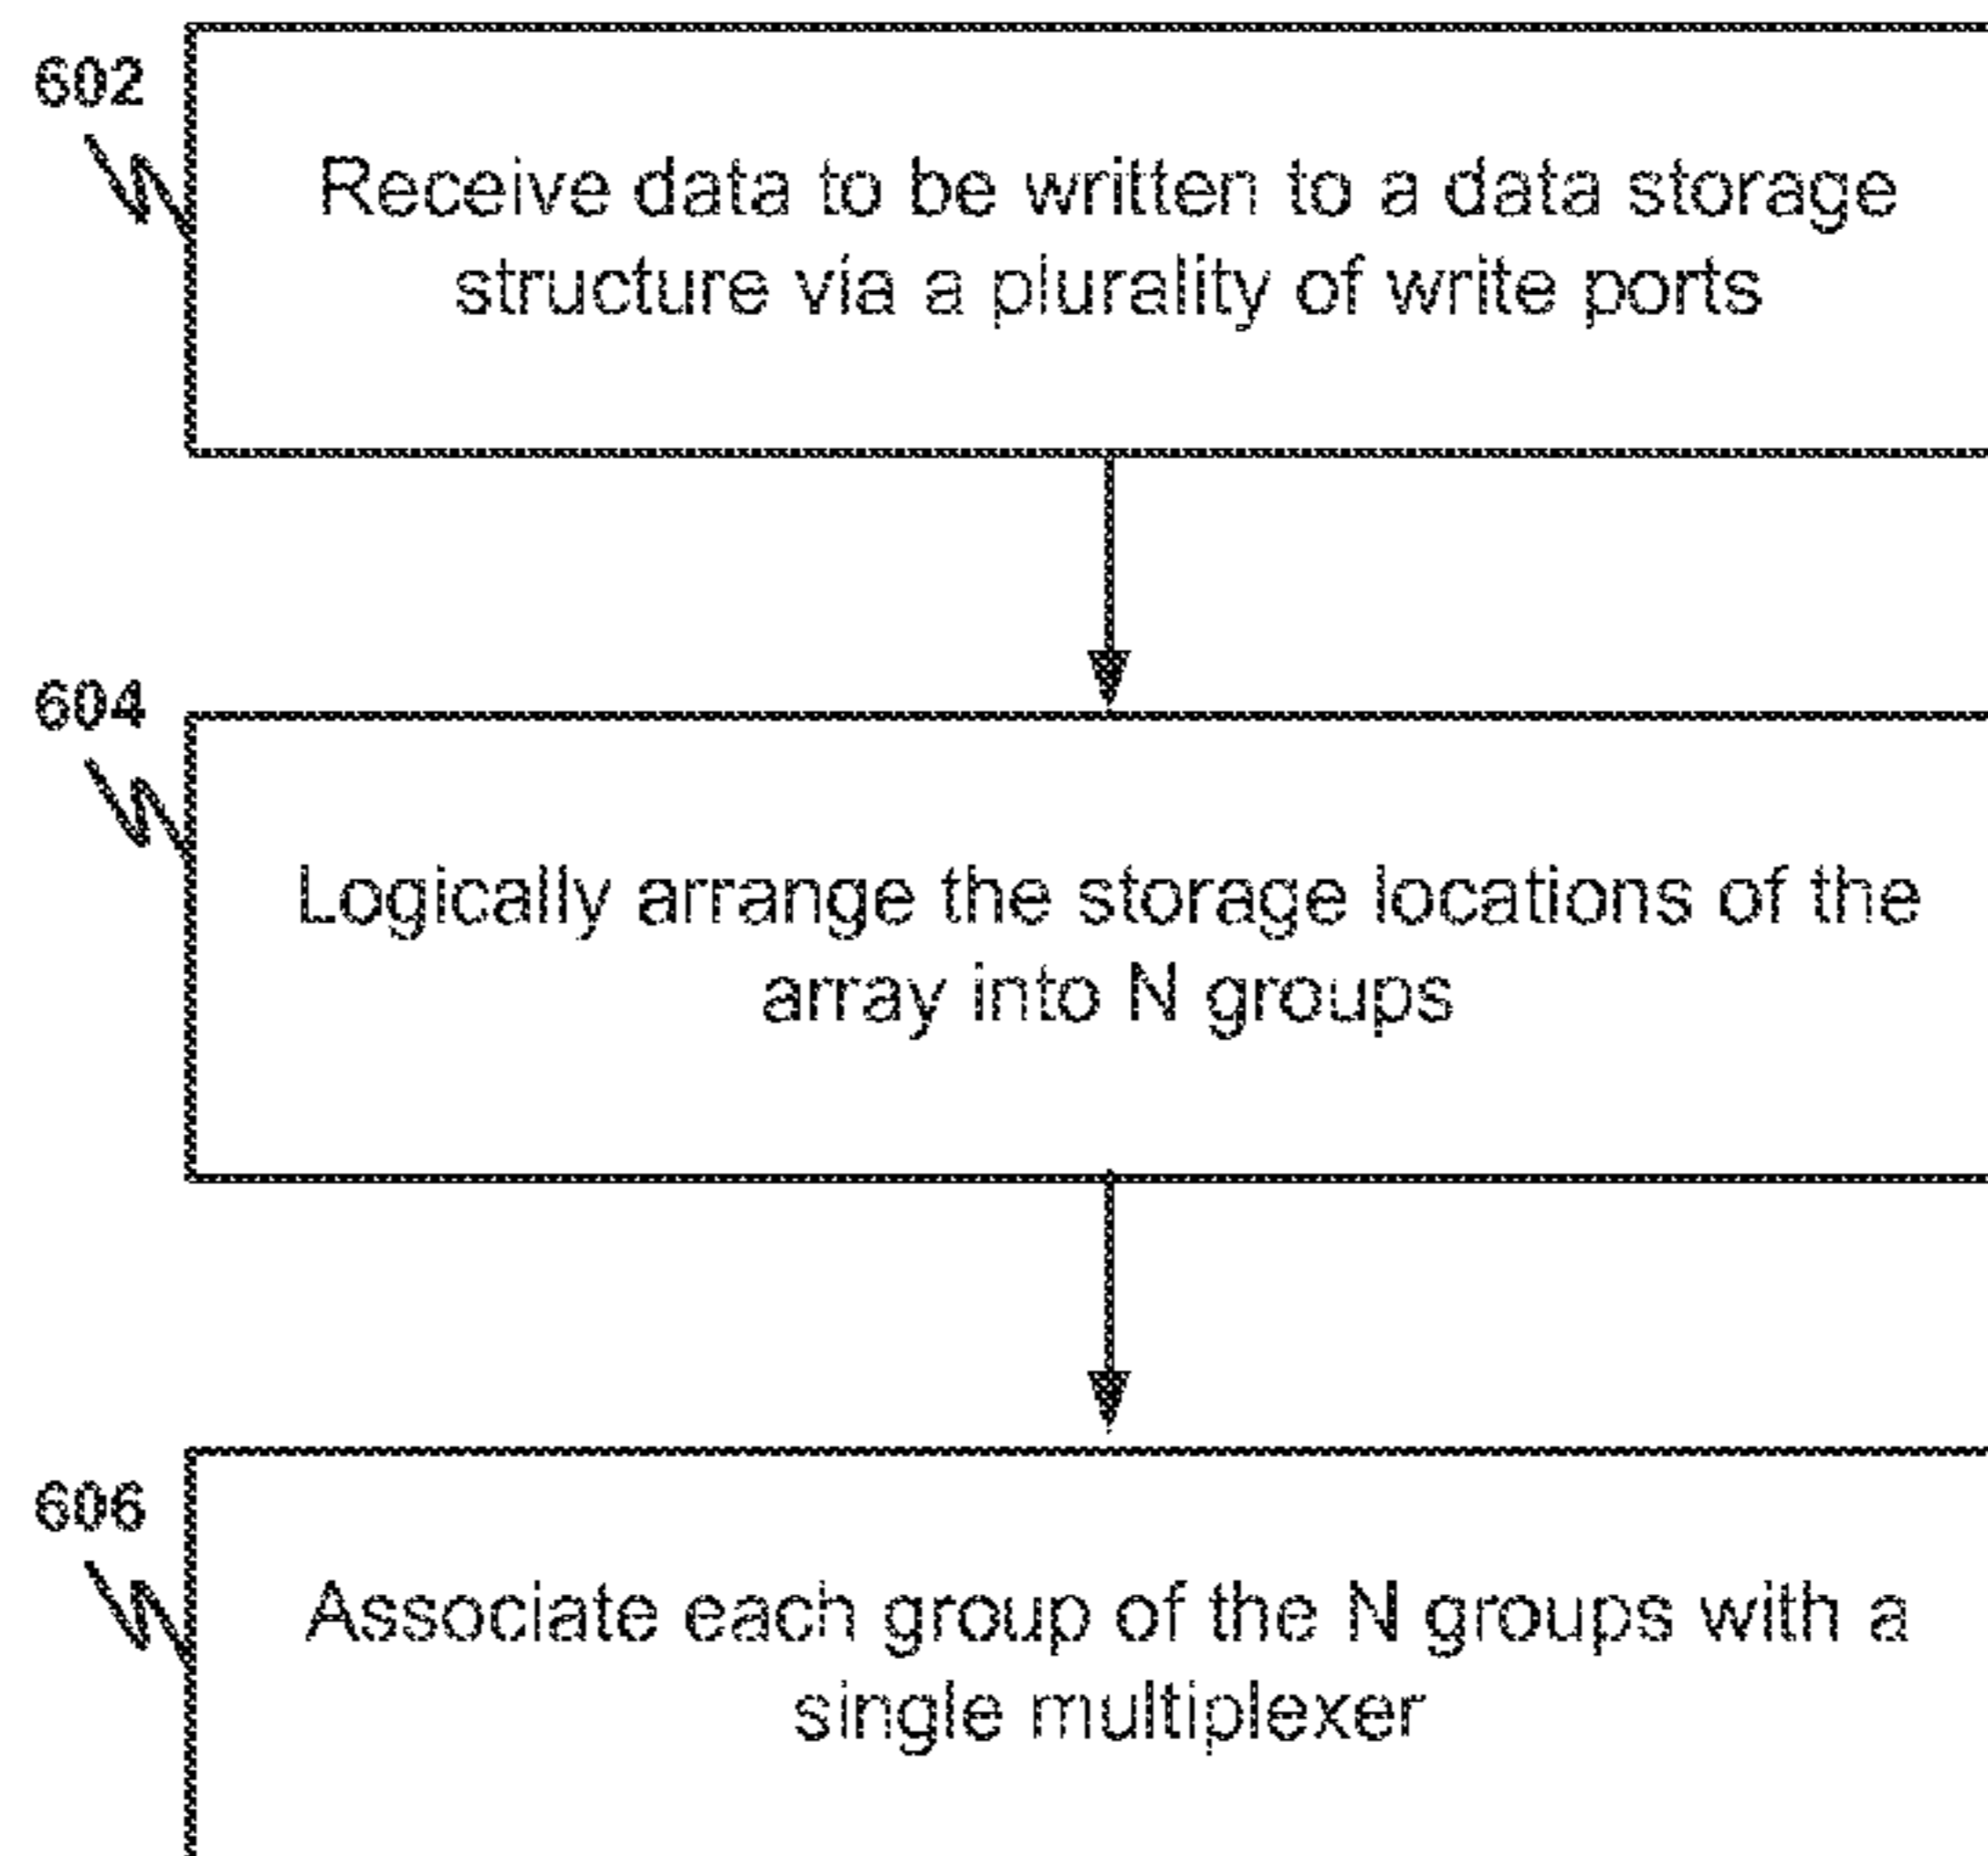 602
Receive data to be written to a data storage
structure via a plurality of write ports
604
Logically arrange the storage locations of the
array into N groups
606
Associate each group of the N groups with a
single multiplexer